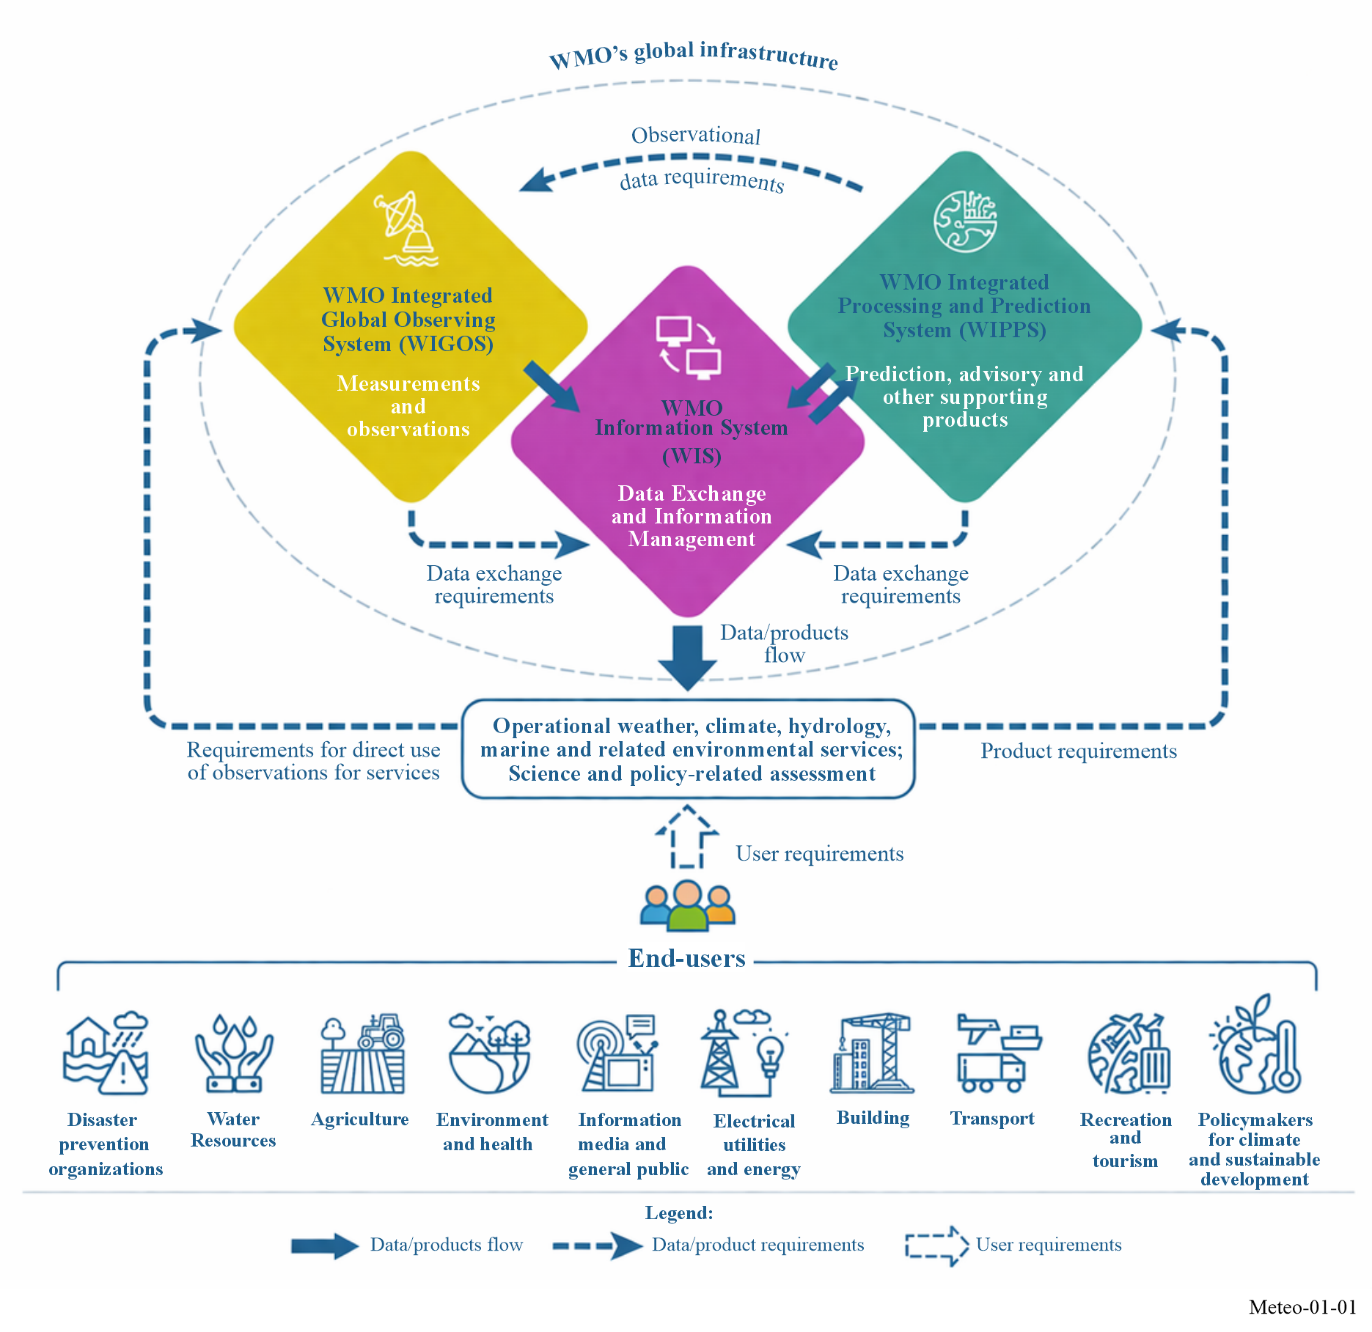 WMO's global infrastructure
Observational
data requirements
WMO Integrated
Global Observing
System (WIGOS)
Measurements
and
observations
WMO Integrated
Processing and Prediction
System (WIPPS)
Prediction, advisory and
other supporting
products
WMO
Information System
(WIS)
Data Exchange
and Information
Management
Data exchange
requirements
Data exchange
requirements
Data/products
flow
Operational weather, climate, hydrology,
marine and related environmental services;
Science and policy-related assessment
Requirements for direct use
of observations for services
Product requirements
User requirements
End-users
Disaster
prevention
organizations
Water
Resources
Agriculture
Environment
and health
Information
media and
general public
Electrical
utilities
and energy
Building
Transport
Recreation
and
tourism
Policymakers
for climate
and sustainable
development
Legend:
Data/products flow
Data/product requirements
User requirements
Meteo-01-01